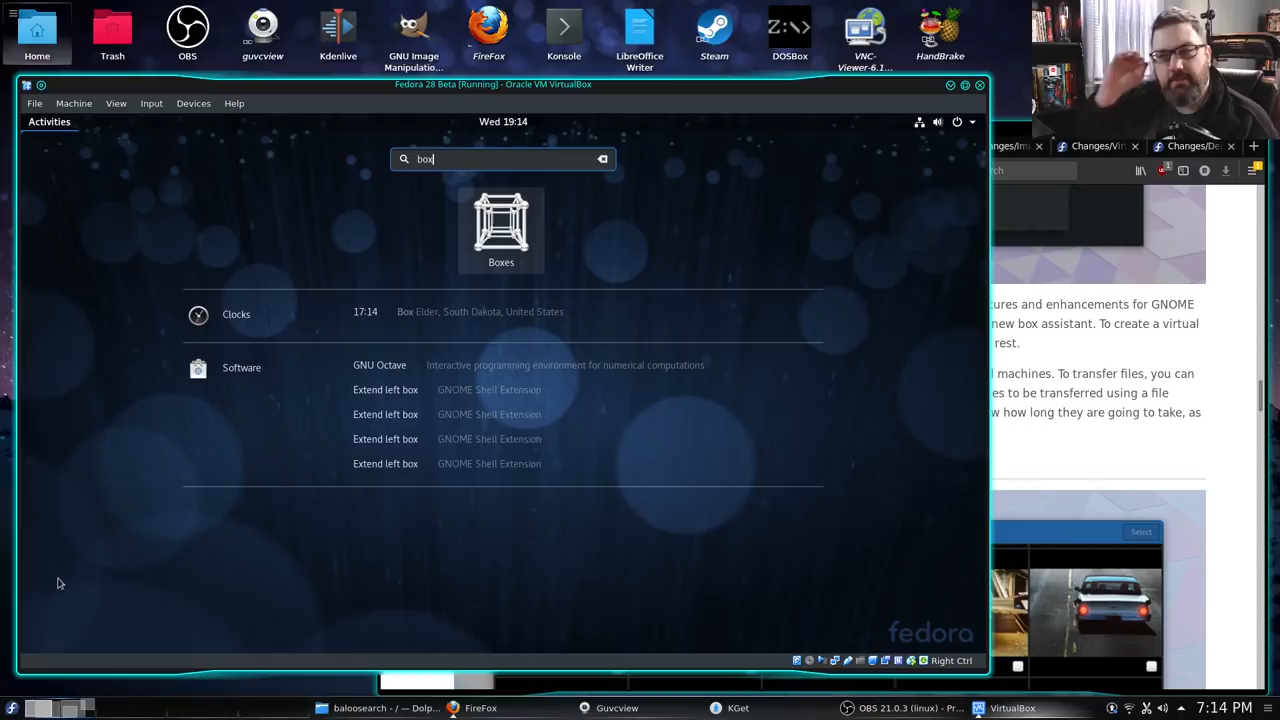 Home
Trash
OBS
guvcview
Kdenlive
GNU Image
Manipulatio...
FireFox
Konsole
LibreOffice
Writer
Steam
Z:\>
DOSBox
VNC-
Viewer-6.1...
HandBrake
Fedora 28 Beta [Running] - Oracle VM VirtualBox
File Machine View Input Devices Help
Activities
Wed 19:14
box
Boxes
Clocks
17:14 Box Elder, South Dakota, United States
Software
GNU Octave Interactive programming environment for numerical computations
Extend left box GNOME Shell Extension
Extend left box GNOME Shell Extension
Extend left box GNOME Shell Extension
Extend left box GNOME Shell Extension
fedora
Right Ctrl
anges/Im Changes/Vir Changes/De
rch
1
tures and enhancements for GNOME
new box assistant. To create a virtual
rest.
l machines. To transfer files, you can
es to be transferred using a file
w how long they are going to take, as
Select
baloosearch - / — Dolp...
FireFox
Guvcview
KGet
OBS 21.0.3 (linux) - Pr...
VirtualBox
7:14 PM